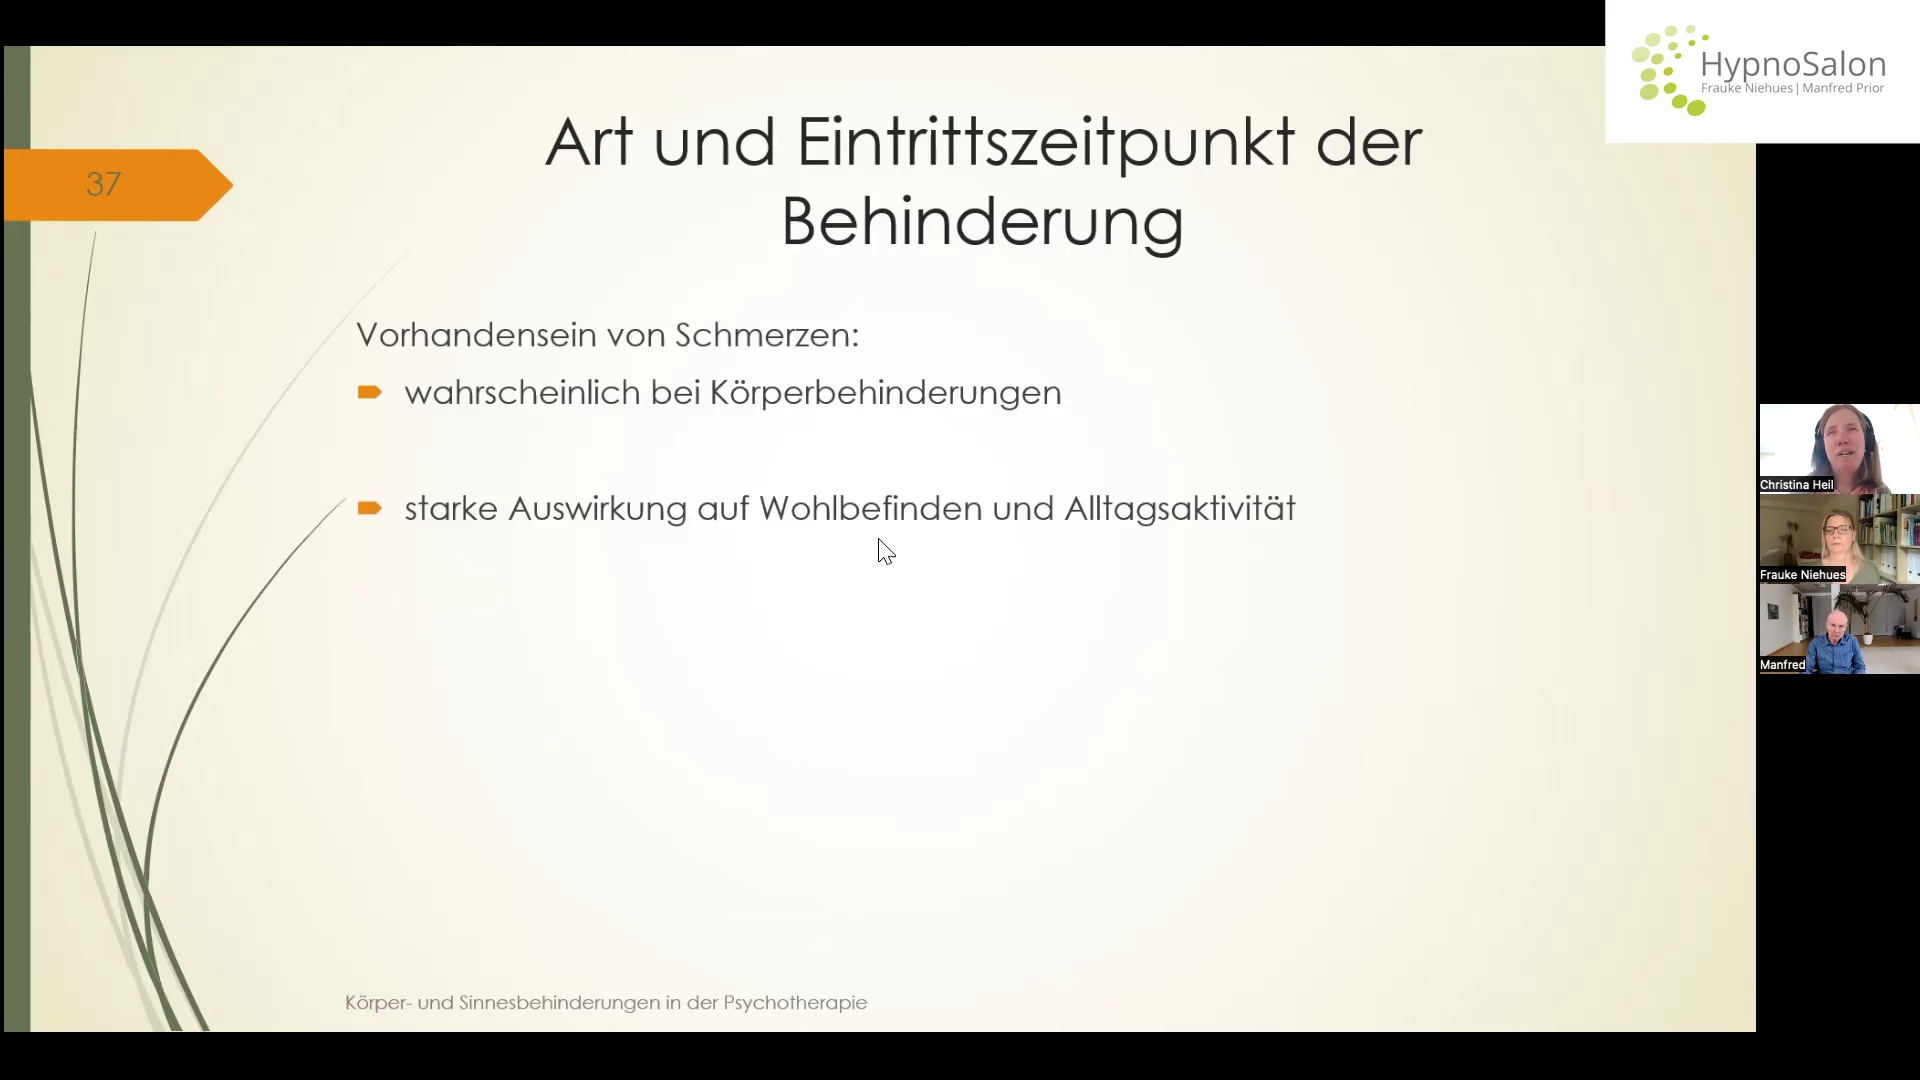 HypnoSalon
Frauke Niehues | Manfred Prior
37
Art und Eintrittszeitpunkt der
Behinderung
Vorhandensein von Schmerzen:
wahrscheinlich bei Körperbehinderungen
starke Auswirkung auf Wohlbefinden und Alltagsaktivität
Körper- und Sinnesbehinderungen in der Psychotherapie
Christina Heil
Frauke Niehues
Manfred